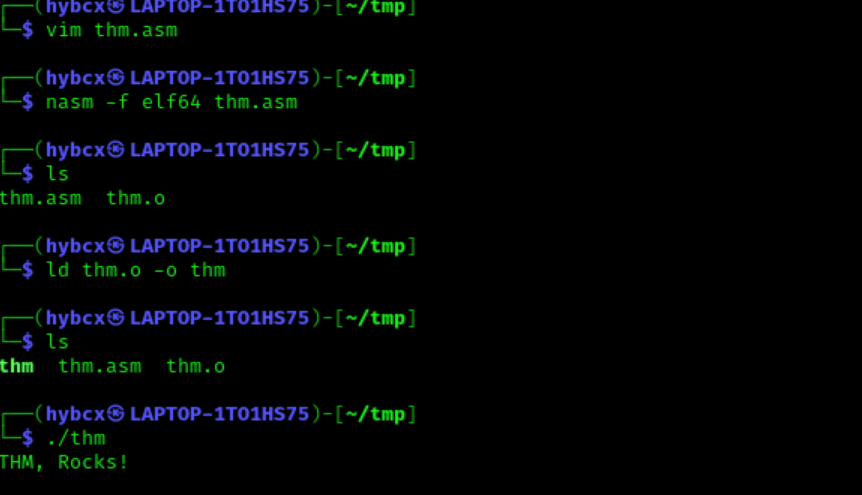 ┌──(hybcx㉿LAPTOP-1TO1HS75)-[~/tmp]
└─$ vim thm.asm
┌──(hybcx㉿LAPTOP-1TO1HS75)-[~/tmp]
└─$ nasm -f elf64 thm.asm
┌──(hybcx㉿LAPTOP-1TO1HS75)-[~/tmp]
└─$ ls
thm.asm  thm.o
┌──(hybcx㉿LAPTOP-1TO1HS75)-[~/tmp]
└─$ ld thm.o -o thm
┌──(hybcx㉿LAPTOP-1TO1HS75)-[~/tmp]
└─$ ls
thm  thm.asm  thm.o
┌──(hybcx㉿LAPTOP-1TO1HS75)-[~/tmp]
└─$ ./thm
THM, Rocks!